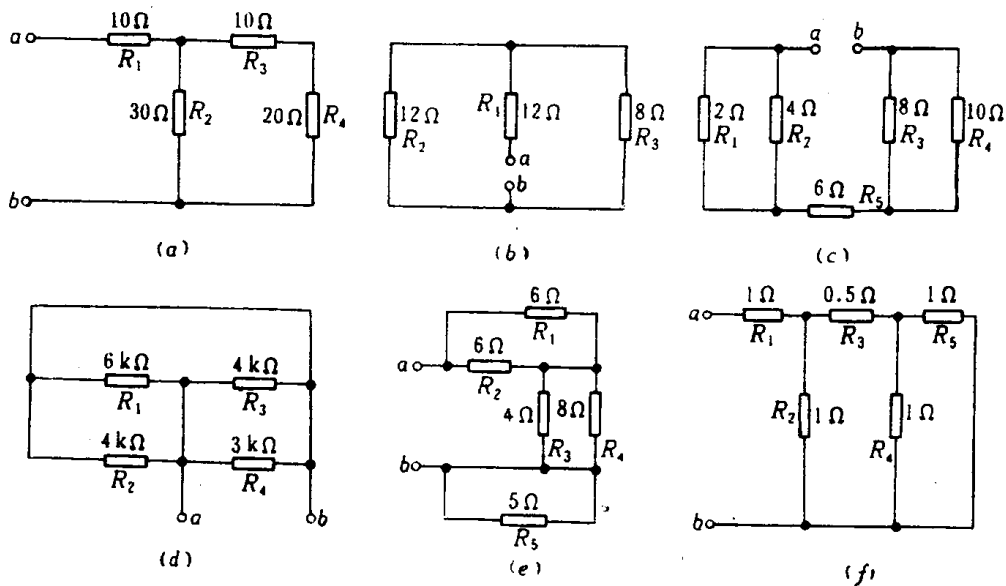 10Ω 10Ω
a R₁ R₃
30Ω R₂ 20Ω R₄
b
(a)
12Ω R₂
R₁ 12Ω
8Ω R₃
a
b
(b)
a b
2Ω R₁
4Ω R₂
8Ω R₃
10Ω R₄
6Ω R₅
(c)
6kΩ 4kΩ
R₁ R₃
4kΩ 3kΩ
R₂ R₄
a b
(d)
6Ω
R₁
6Ω
a R₂
4Ω R₃ 8Ω R₄
b
5Ω
R₅
(e)
1Ω 0.5Ω 1Ω
a R₁ R₃ R₅
R₂ 1Ω R₄ 1Ω
b
(f)